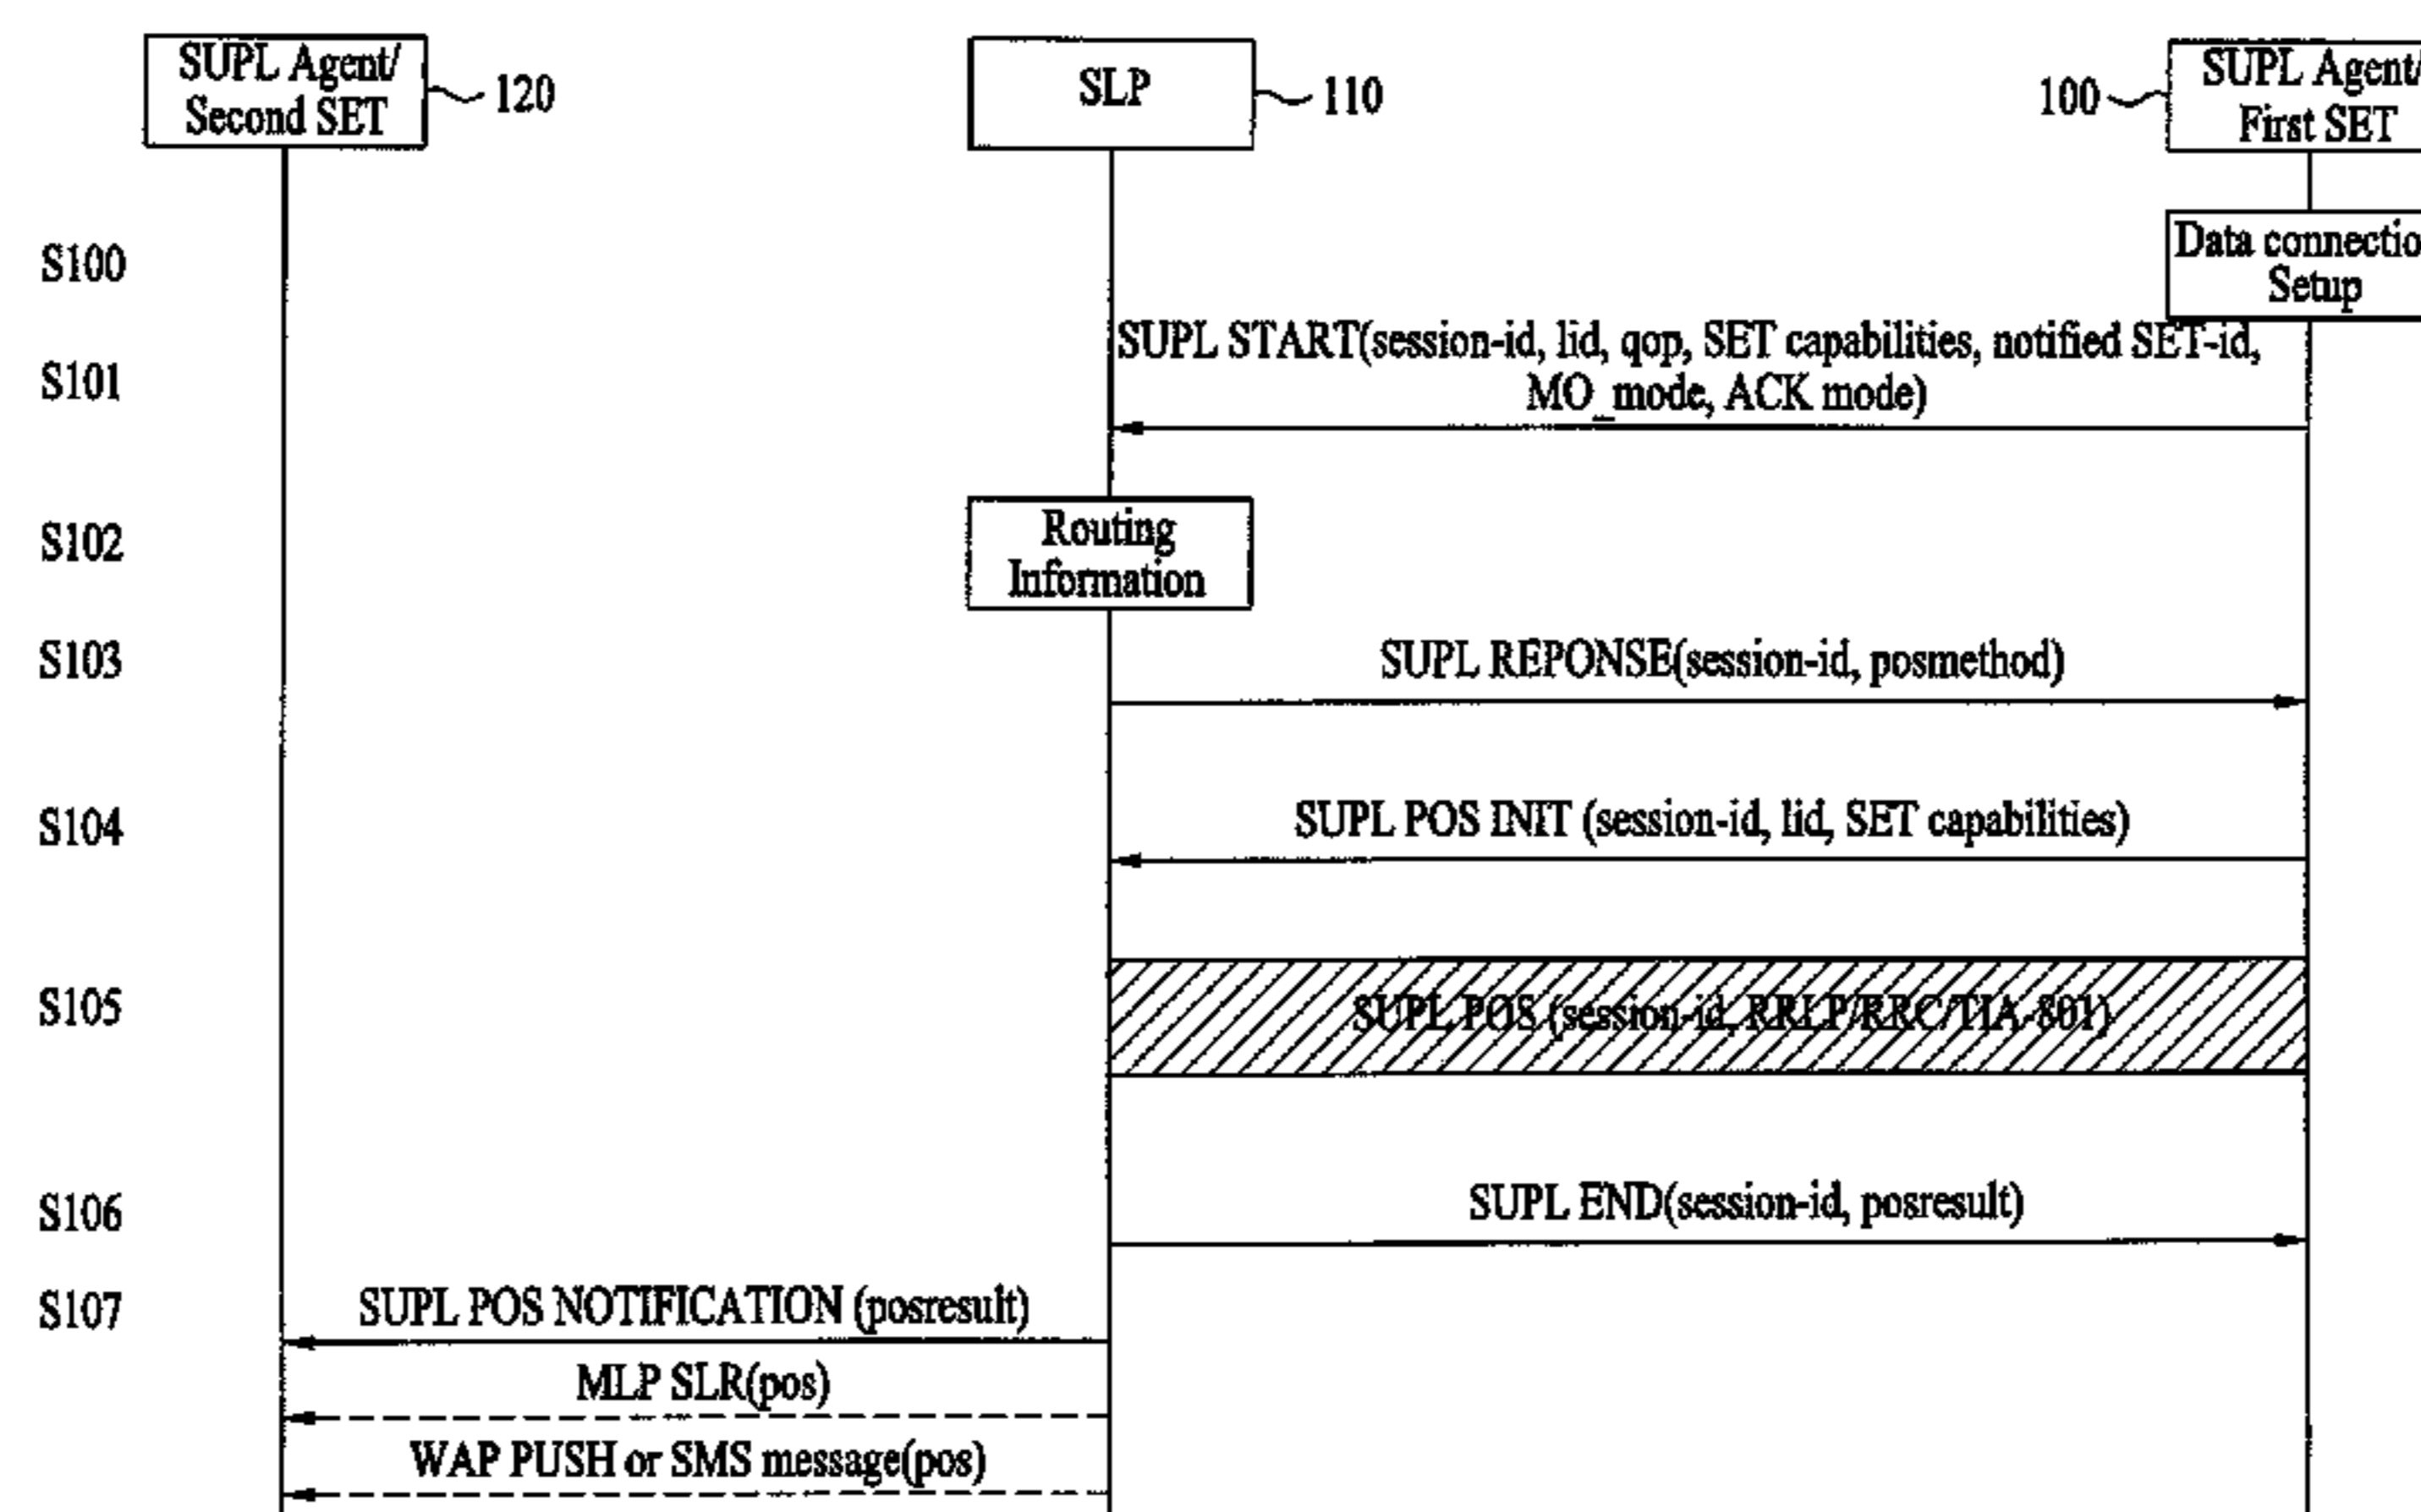 SUPL Agent/
Second SET
120
SLP
110
100
SUPL Agent/
First SET
S100
Data connectio
Setup
S101
SUPL START(session-id, lid, qop, SET capabilities, notified SET-id,
MO_mode, ACK mode)
S102
Routing
Information
S103
SUPL REPONSE(session-id, posmethod)
S104
SUPL POS INIT (session-id, lid, SET capabilities)
S105
SUPL POS (session-id, RRLP/RRC/TIA-801)
S106
SUPL END(session-id, posresult)
S107
SUPL POS NOTIFICATION (posresult)
MLP SLR(pos)
WAP PUSH or SMS message(pos)